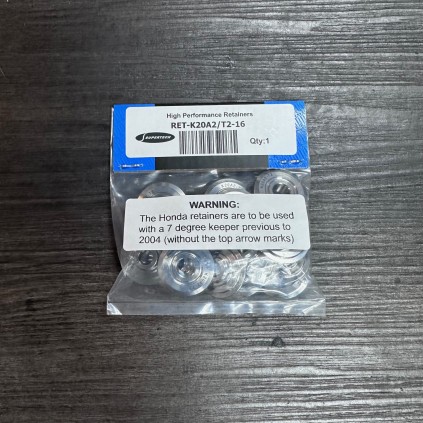 High Performance Retainers
RET-K20A2/T2-16
SUPERTECH
Qty:1
WARNING:
The Honda retainers are to be used
with a 7 degree keeper previous to
2004 (without the top arrow marks)